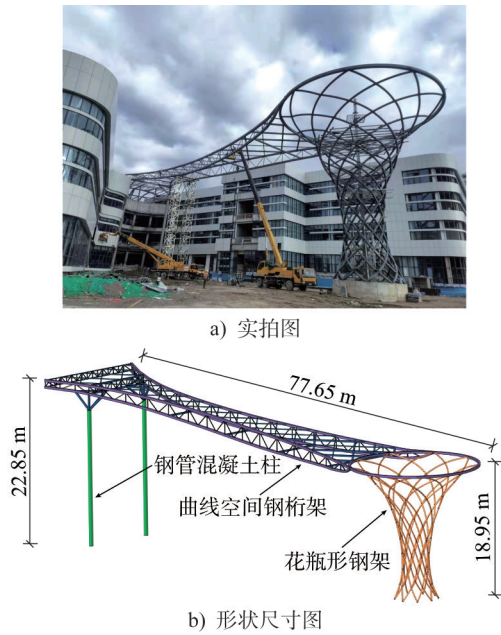 a) 实拍图
77.65 m
22.85 m
钢管混凝土柱
曲线空间钢桁架
花瓶形钢架
18.95 m
b) 形状尺寸图